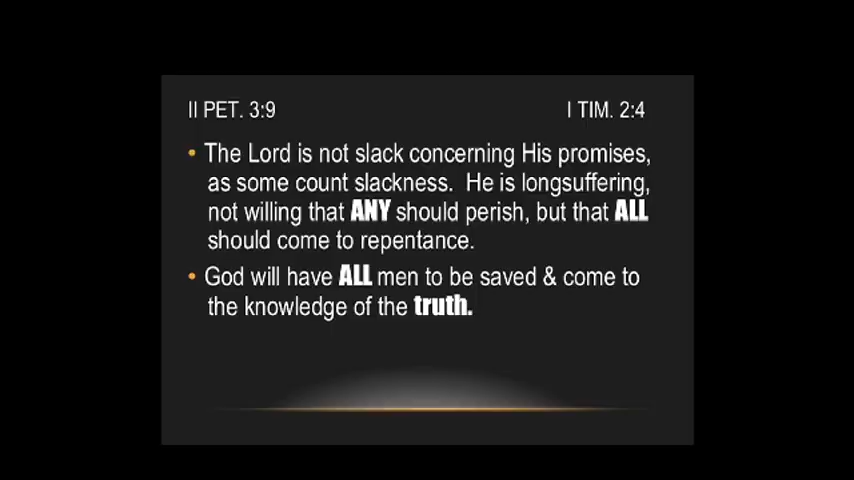 II PET. 3:9 I TIM. 2:4
• The Lord is not slack concerning His promises,
as some count slackness. He is longsuffering,
not willing that ANY should perish, but that ALL
should come to repentance.
• God will have ALL men to be saved & come to
the knowledge of the truth.